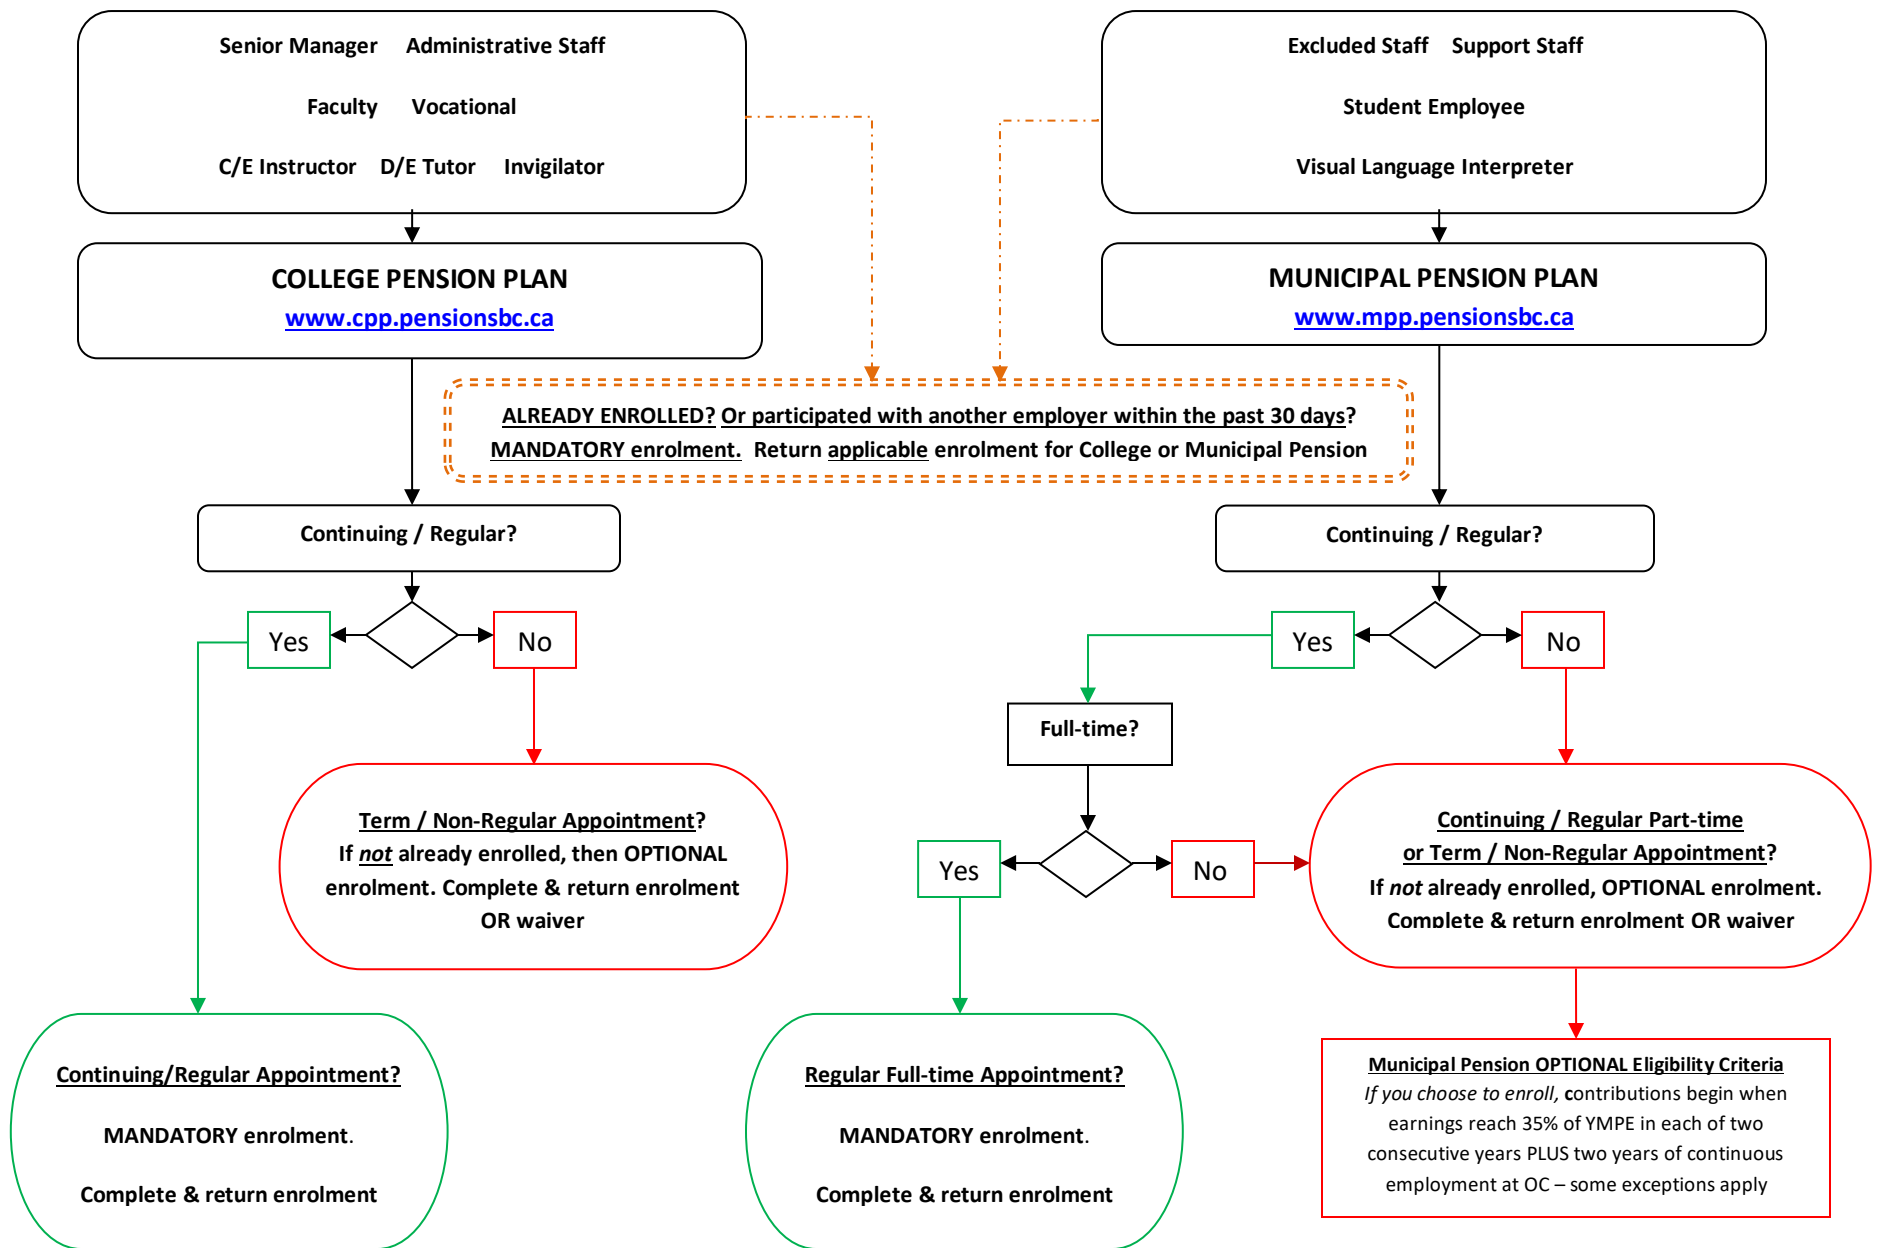 Senior Manager Administrative Staff
Faculty Vocational
C/E Instructor D/E Tutor Invigilator
Excluded Staff Support Staff
Student Employee
Visual Language Interpreter
COLLEGE PENSION PLAN
www.cpp.pensionsbc.ca
MUNICIPAL PENSION PLAN
www.mpp.pensionsbc.ca
ALREADY ENROLLED? Or participated with another employer within the past 30 days?
MANDATORY enrolment. Return applicable enrolment for College or Municipal Pension
Continuing / Regular?
Yes
No
Continuing / Regular?
Yes
No
Full-time?
Yes
No
Term / Non-Regular Appointment?
If not already enrolled, then OPTIONAL
enrolment. Complete & return enrolment
OR waiver
Continuing / Regular Part-time
or Term / Non-Regular Appointment?
If not already enrolled, OPTIONAL enrolment.
Complete & return enrolment OR waiver
Continuing/Regular Appointment?
MANDATORY enrolment.
Complete & return enrolment
Regular Full-time Appointment?
MANDATORY enrolment.
Complete & return enrolment
Municipal Pension OPTIONAL Eligibility Criteria
If you choose to enroll, contributions begin when
earnings reach 35% of YMPE in each of two
consecutive years PLUS two years of continuous
employment at OC – some exceptions apply